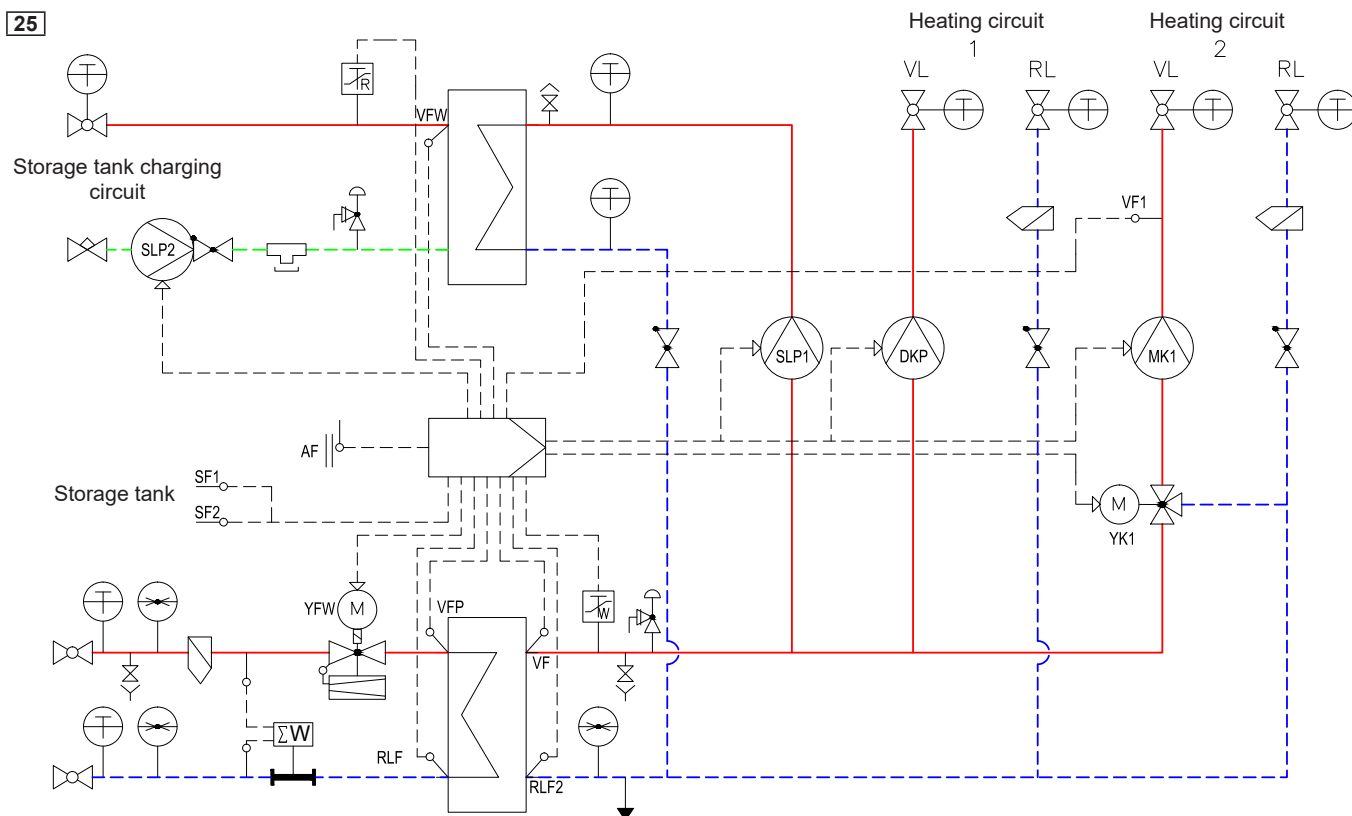 25
Heating circuit
1
Heating circuit
2
VL
RL
VL
RL
T
T
T
T
T
T
R
T
VFW
Storage tank charging
circuit
T
VF1
SLP2
SLP1
DKP
MK1
AF
Storage tank
SF1
SF2
M
YK1
T
YFW
M
VFP
T
W
VF
T
ΣW
RLF
RLF2